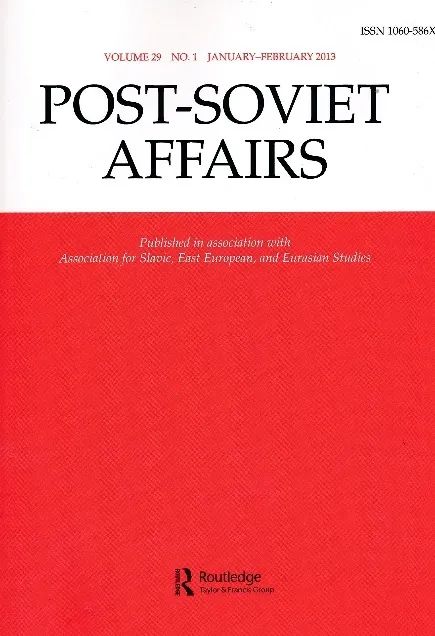 ISSN 1060-586X
VOLUME 29 NO. 1 JANUARY–FEBRUARY 2013
POST-SOVIET
AFFAIRS
Published in association with
Association for Slavic, East European, and Eurasian Studies
ROUTLEDGE
Routledge
Taylor & Francis Group